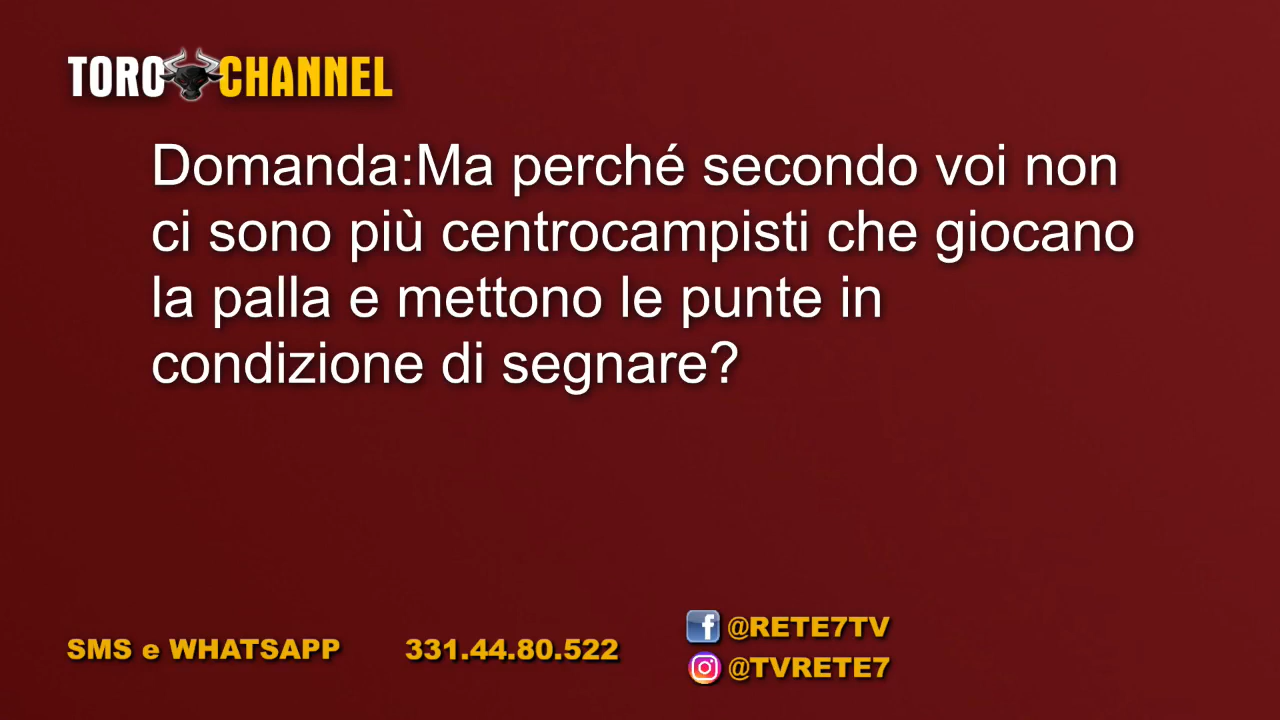 TORO CHANNEL
Domanda:Ma perché secondo voi non
ci sono più centrocampisti che giocano
la palla e mettono le punte in
condizione di segnare?
SMS e WHATSAPP 331.44.80.522
@RETE7TV
@TVRETE7